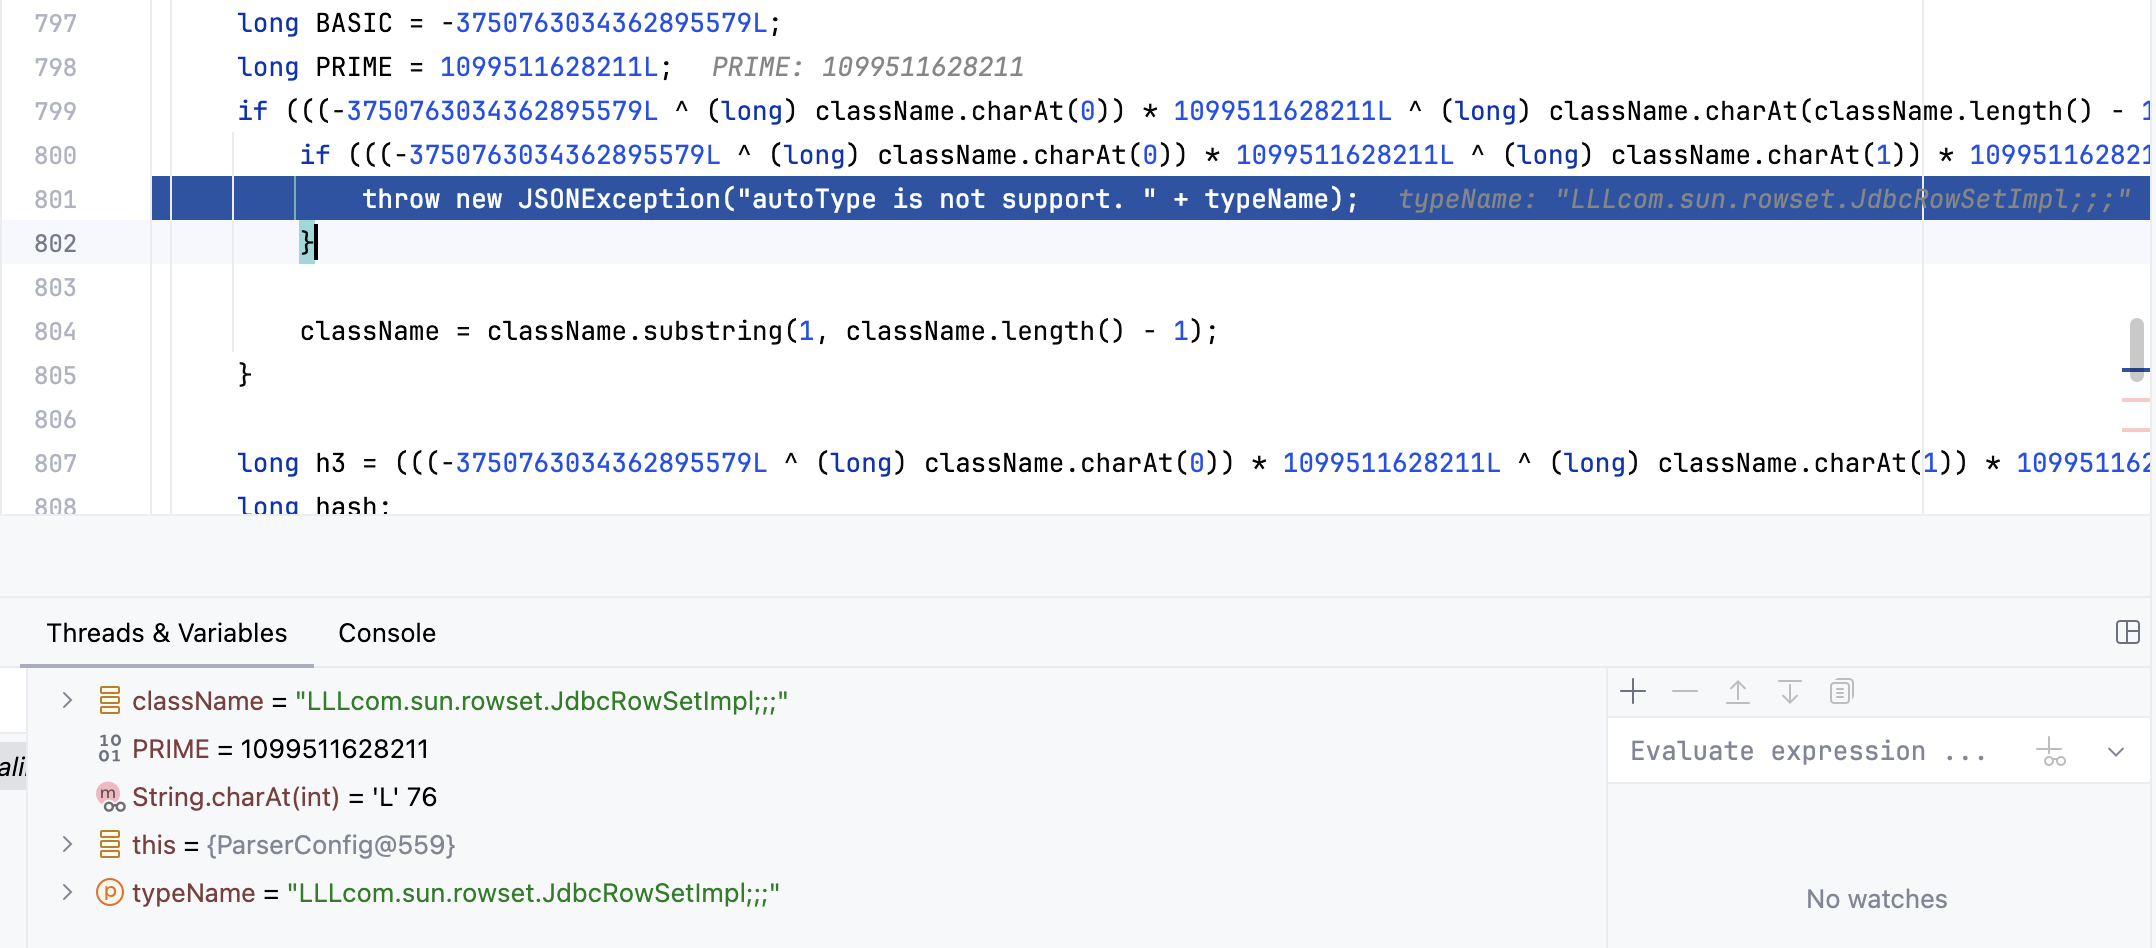 797 long BASIC = -3750763034362895579L;
798 long PRIME = 1099511628211L; PRIME: 1099511628211
799 if (((-3750763034362895579L ^ (long) className.charAt(0)) * 1099511628211L ^ (long) className.charAt(className.length() - 1
800 if (((-3750763034362895579L ^ (long) className.charAt(0)) * 1099511628211L ^ (long) className.charAt(1)) * 109951162821
801 throw new JSONException("autoType is not support. " + typeName); typeName: "LLLcom.sun.rowset.JdbcRowSetImpl;;;"
802 }
803
804 className = className.substring(1, className.length() - 1);
805 }
806
807 long h3 = (((-3750763034362895579L ^ (long) className.charAt(0)) * 1099511628211L ^ (long) className.charAt(1)) * 109951162
808 long hash;
Threads & Variables Console
className = "LLLcom.sun.rowset.JdbcRowSetImpl;;;"
PRIME = 1099511628211
String.charAt(int) = 'L' 76
this = {ParserConfig@559}
typeName = "LLLcom.sun.rowset.JdbcRowSetImpl;;;"
Evaluate expression ...
No watches